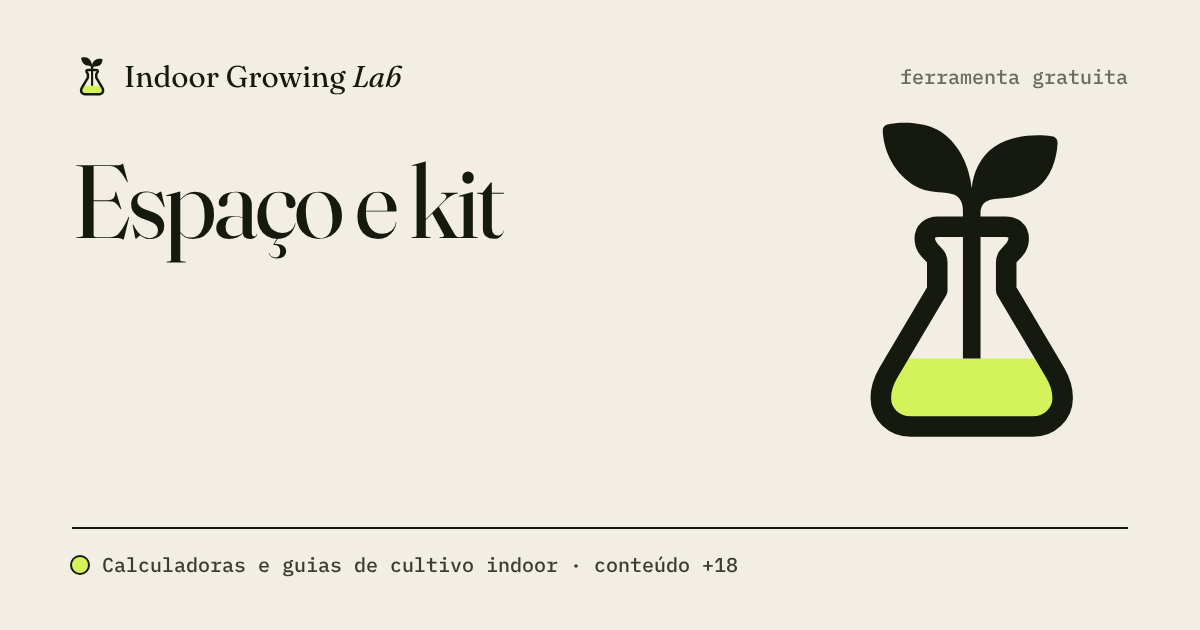 Indoor Growing Lab
ferramenta gratuita
Espaço e kit
Calculadoras e guias de cultivo indoor · conteúdo +18